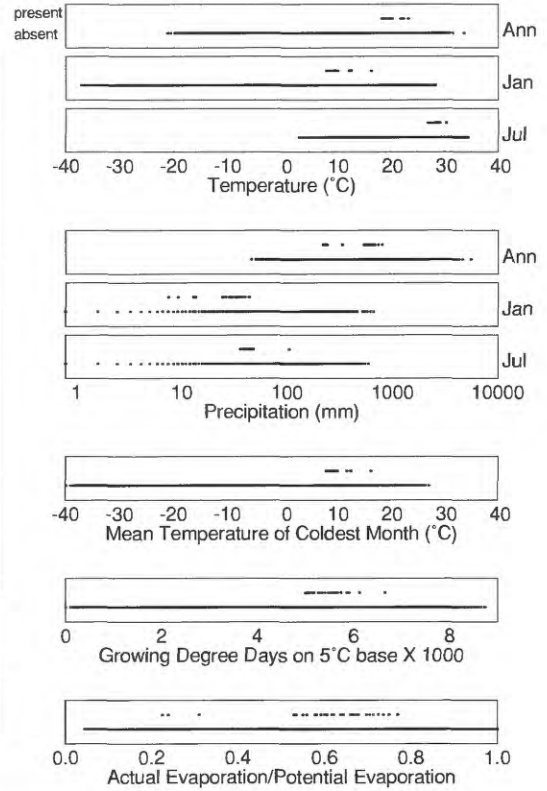 present
absent
Ann
Jan
Jul
-40 -30 -20 -10 0 10 20 30 40
Temperature (˚C)
Ann
Jan
Jul
1 10 100 1000 10000
Precipitation (mm)
-40 -30 -20 -10 0 10 20 30 40
Mean Temperature of Coldest Month (˚C)
0 2 4 6 8
Growing Degree Days on 5˚C base X 1000
0.0 0.2 0.4 0.6 0.8 1.0
Actual Evaporation/Potential Evaporation